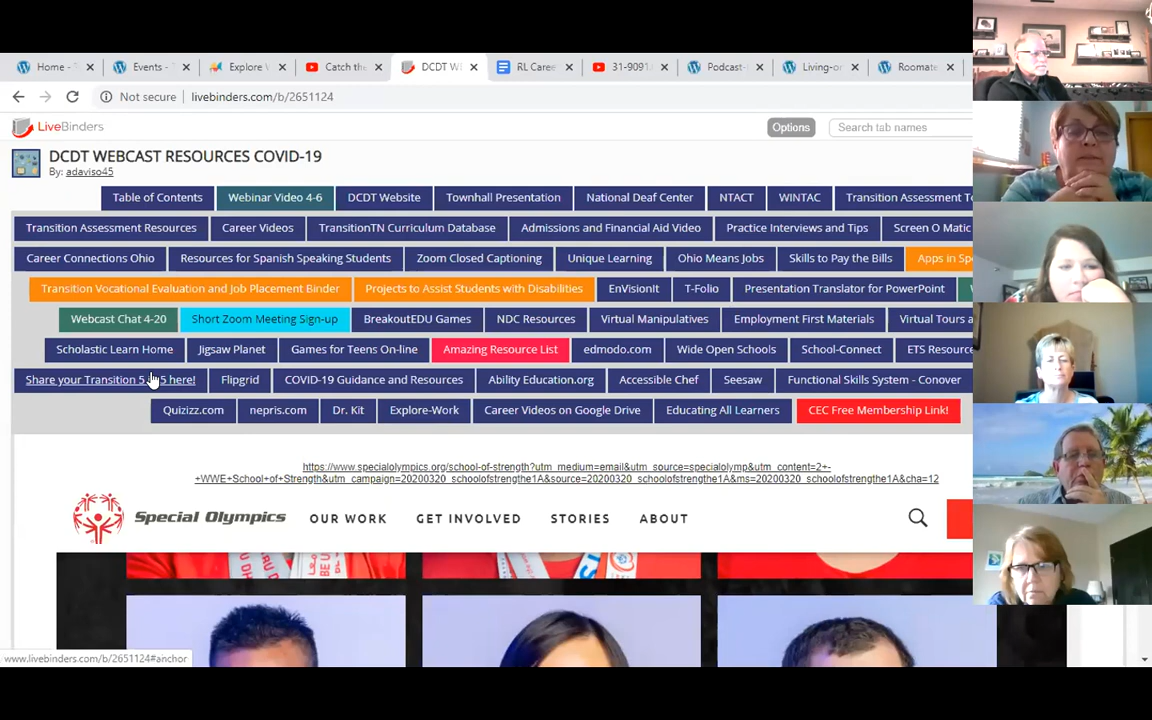 Home - T
Events - T
Explore V
Catch the
DCDT W
RL Caree
31-9091.
Podcast-
Living-or
Roomate
Not secure livebinders.com/b/2651124
LiveBinders Options Search tab names
DCDT WEBCAST RESOURCES COVID-19
By: adaviso45
Table of Contents Webinar Video 4-6 DCDT Website Townhall Presentation National Deaf Center NTACT WINTAC Transition Assessment To
Transition Assessment Resources Career Videos TransitionTN Curriculum Database Admissions and Financial Aid Video Practice Interviews and Tips Screen O Matic
Career Connections Ohio Resources for Spanish Speaking Students Zoom Closed Captioning Unique Learning Ohio Means Jobs Skills to Pay the Bills Apps in Sp
Transition Vocational Evaluation and Job Placement Binder Projects to Assist Students with Disabilities EnVisionIt T-Folio Presentation Translator for PowerPoint
Webcast Chat 4-20 Short Zoom Meeting Sign-up BreakoutEDU Games NDC Resources Virtual Manipulatives Employment First Materials Virtual Tours a
Scholastic Learn Home Jigsaw Planet Games for Teens On-line Amazing Resource List edmodo.com Wide Open Spaces School-Connect ETS Resourc
Share your Transition 5 5 here! Flipgrid COVID-19 Guidance and Resources Ability Education.org Accessible Chef Seesaw Functional Skills System - Conover
Quizizz.com nepris.com Dr. Kit Explore-Work Career Videos on Google Drive Educating All Learners CEC Free Membership Link!
https://www.specialolympics.org/school-of-strength?utm_medium=email&utm_source=specialolymp&utm_content=2+-
+WWE+School+of+Strength&utm_campaign=20200320_schoolofstrengthe1A&source=20200320_schoolofstrengthe1A&ms=20200320_schoolofstrengthe1A&cha=12
Special Olympics OUR WORK GET INVOLVED STORIES ABOUT
www.livebinders.com/b/2651124#anchor